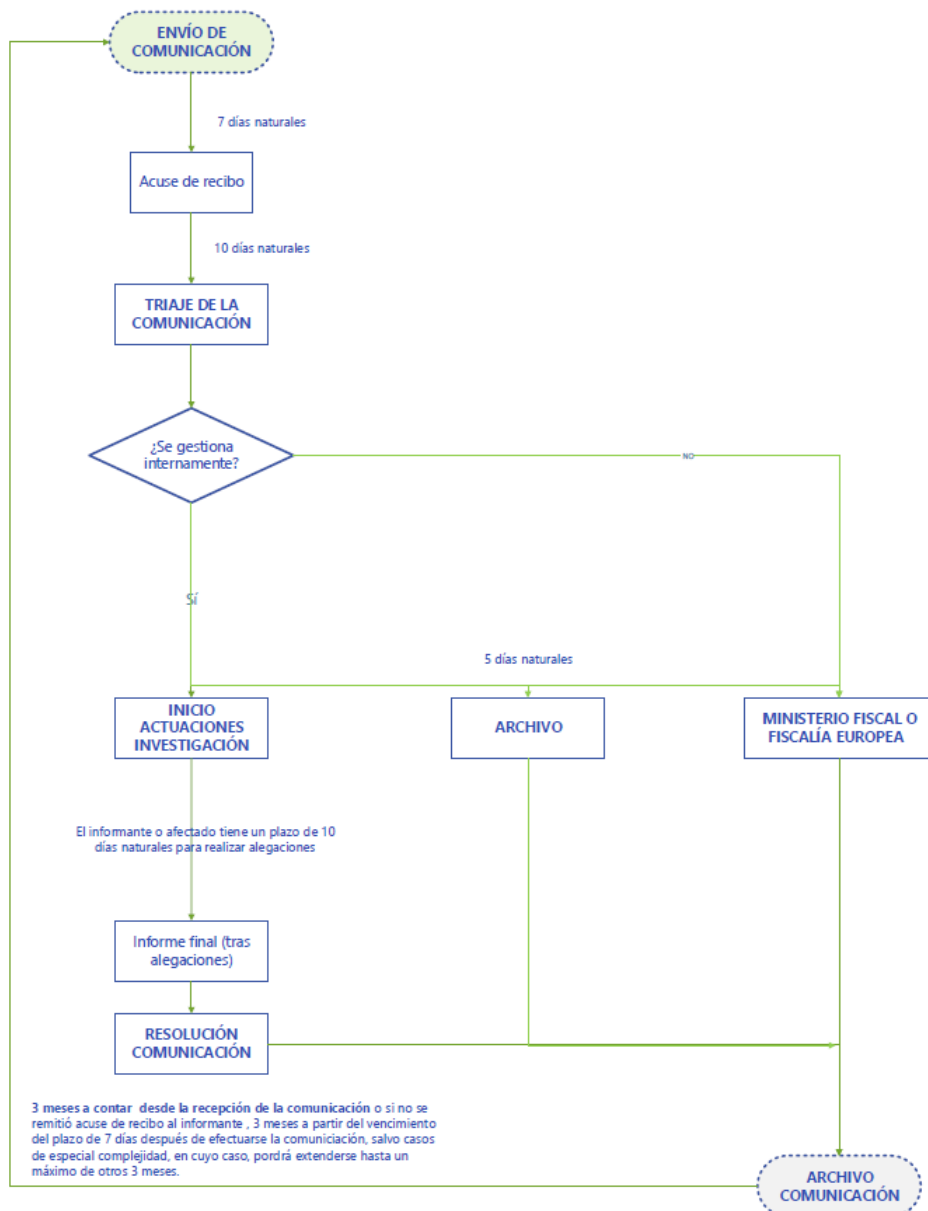 ENVÍO DE
COMUNICACIÓN
7 días naturales
Acuse de recibo
10 días naturales
TRIAJE DE LA
COMUNICACIÓN
¿Se gestiona
internamente?
NO
Sí
5 días naturales
INICIO
ACTUACIONES
INVESTIGACIÓN
ARCHIVO
MINISTERIO FISCAL O
FISCALÍA EUROPEA
El informante o afectado tiene un plazo de 10
días naturales para realizar alegaciones
Informe final (tras
alegaciones)
RESOLUCIÓN
COMUNICACIÓN
3 meses a contar desde la recepción de la comunicación o si no se
remitió acuse de recibo al informante , 3 meses a partir del vencimiento
del plazo de 7 días después de efectuarse la comuniciación, salvo casos
de especial complejidad, en cuyo caso, pordrá extenderse hasta un
máximo de otros 3 meses.
ARCHIVO
COMUNICACIÓN